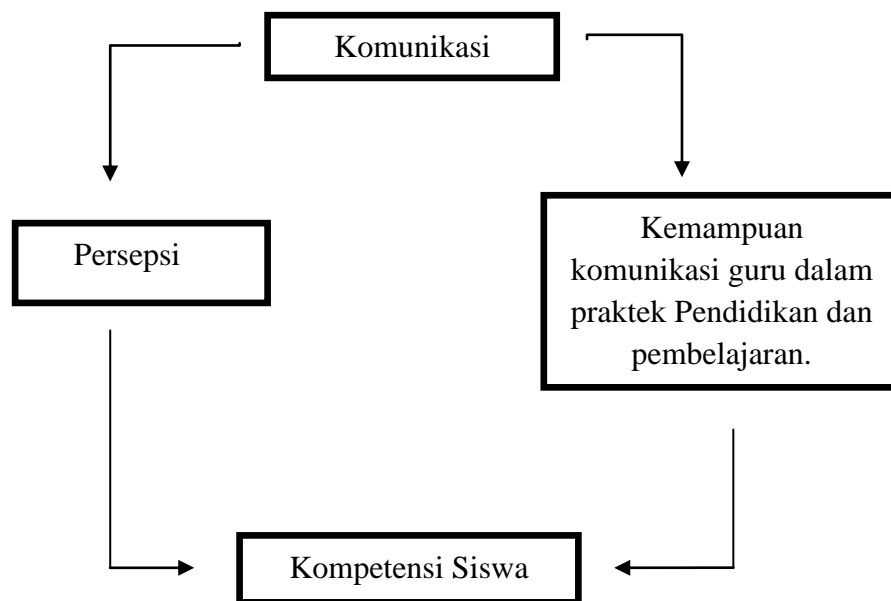 Komunikasi
Persepsi
Kemampuan
komunikasi guru dalam
praktek Pendidikan dan
pembelajaran.
Kompetensi Siswa